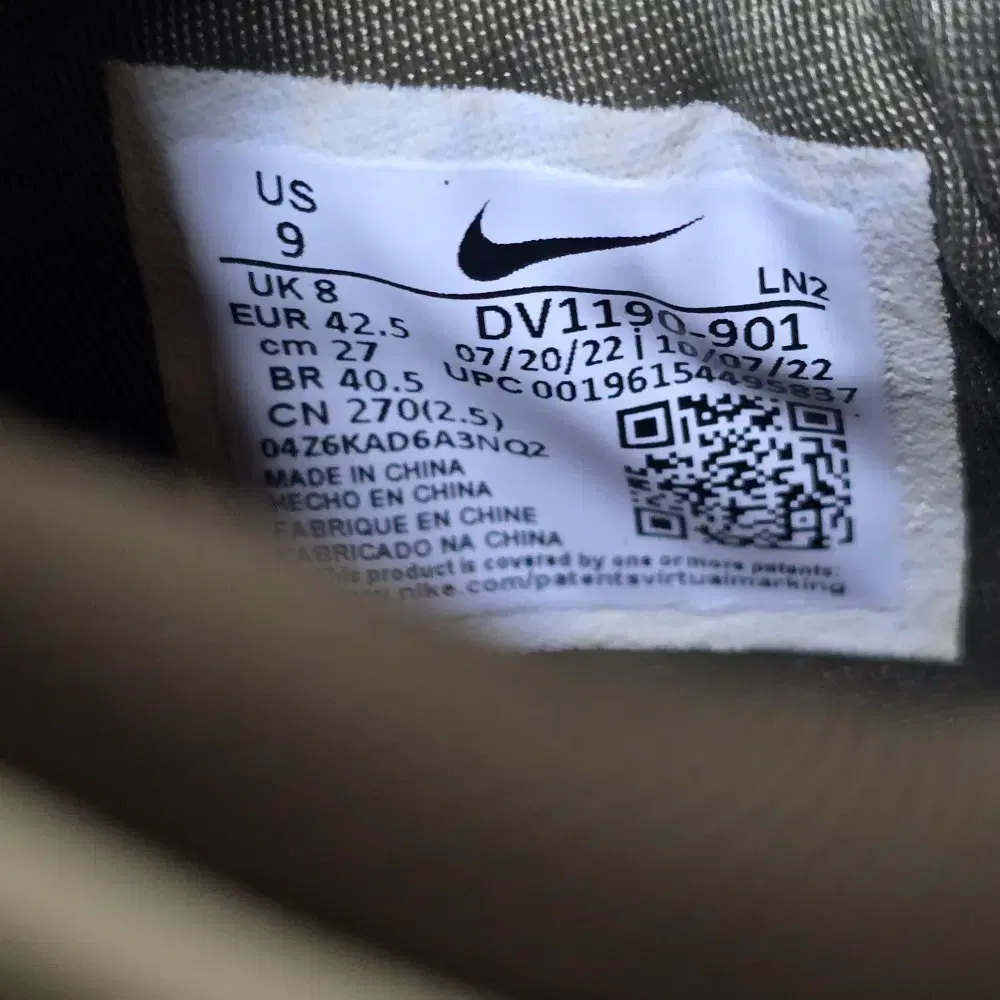 US
9
LN2
UK 8
EUR 42.5
cm 27
BR 40.5
CN 270(2.5)
04Z6KAD6A3NQ2
MADE IN CHINA
HECHO EN CHINA
FABRIQUE EN CHINE
FABRICADO NA CHINA
DV1190-901
07/20/22 | 10/07/22
UPC 00196154495837
This product is covered by one or more patents:
www.nike.com/patentsvirtualmarking